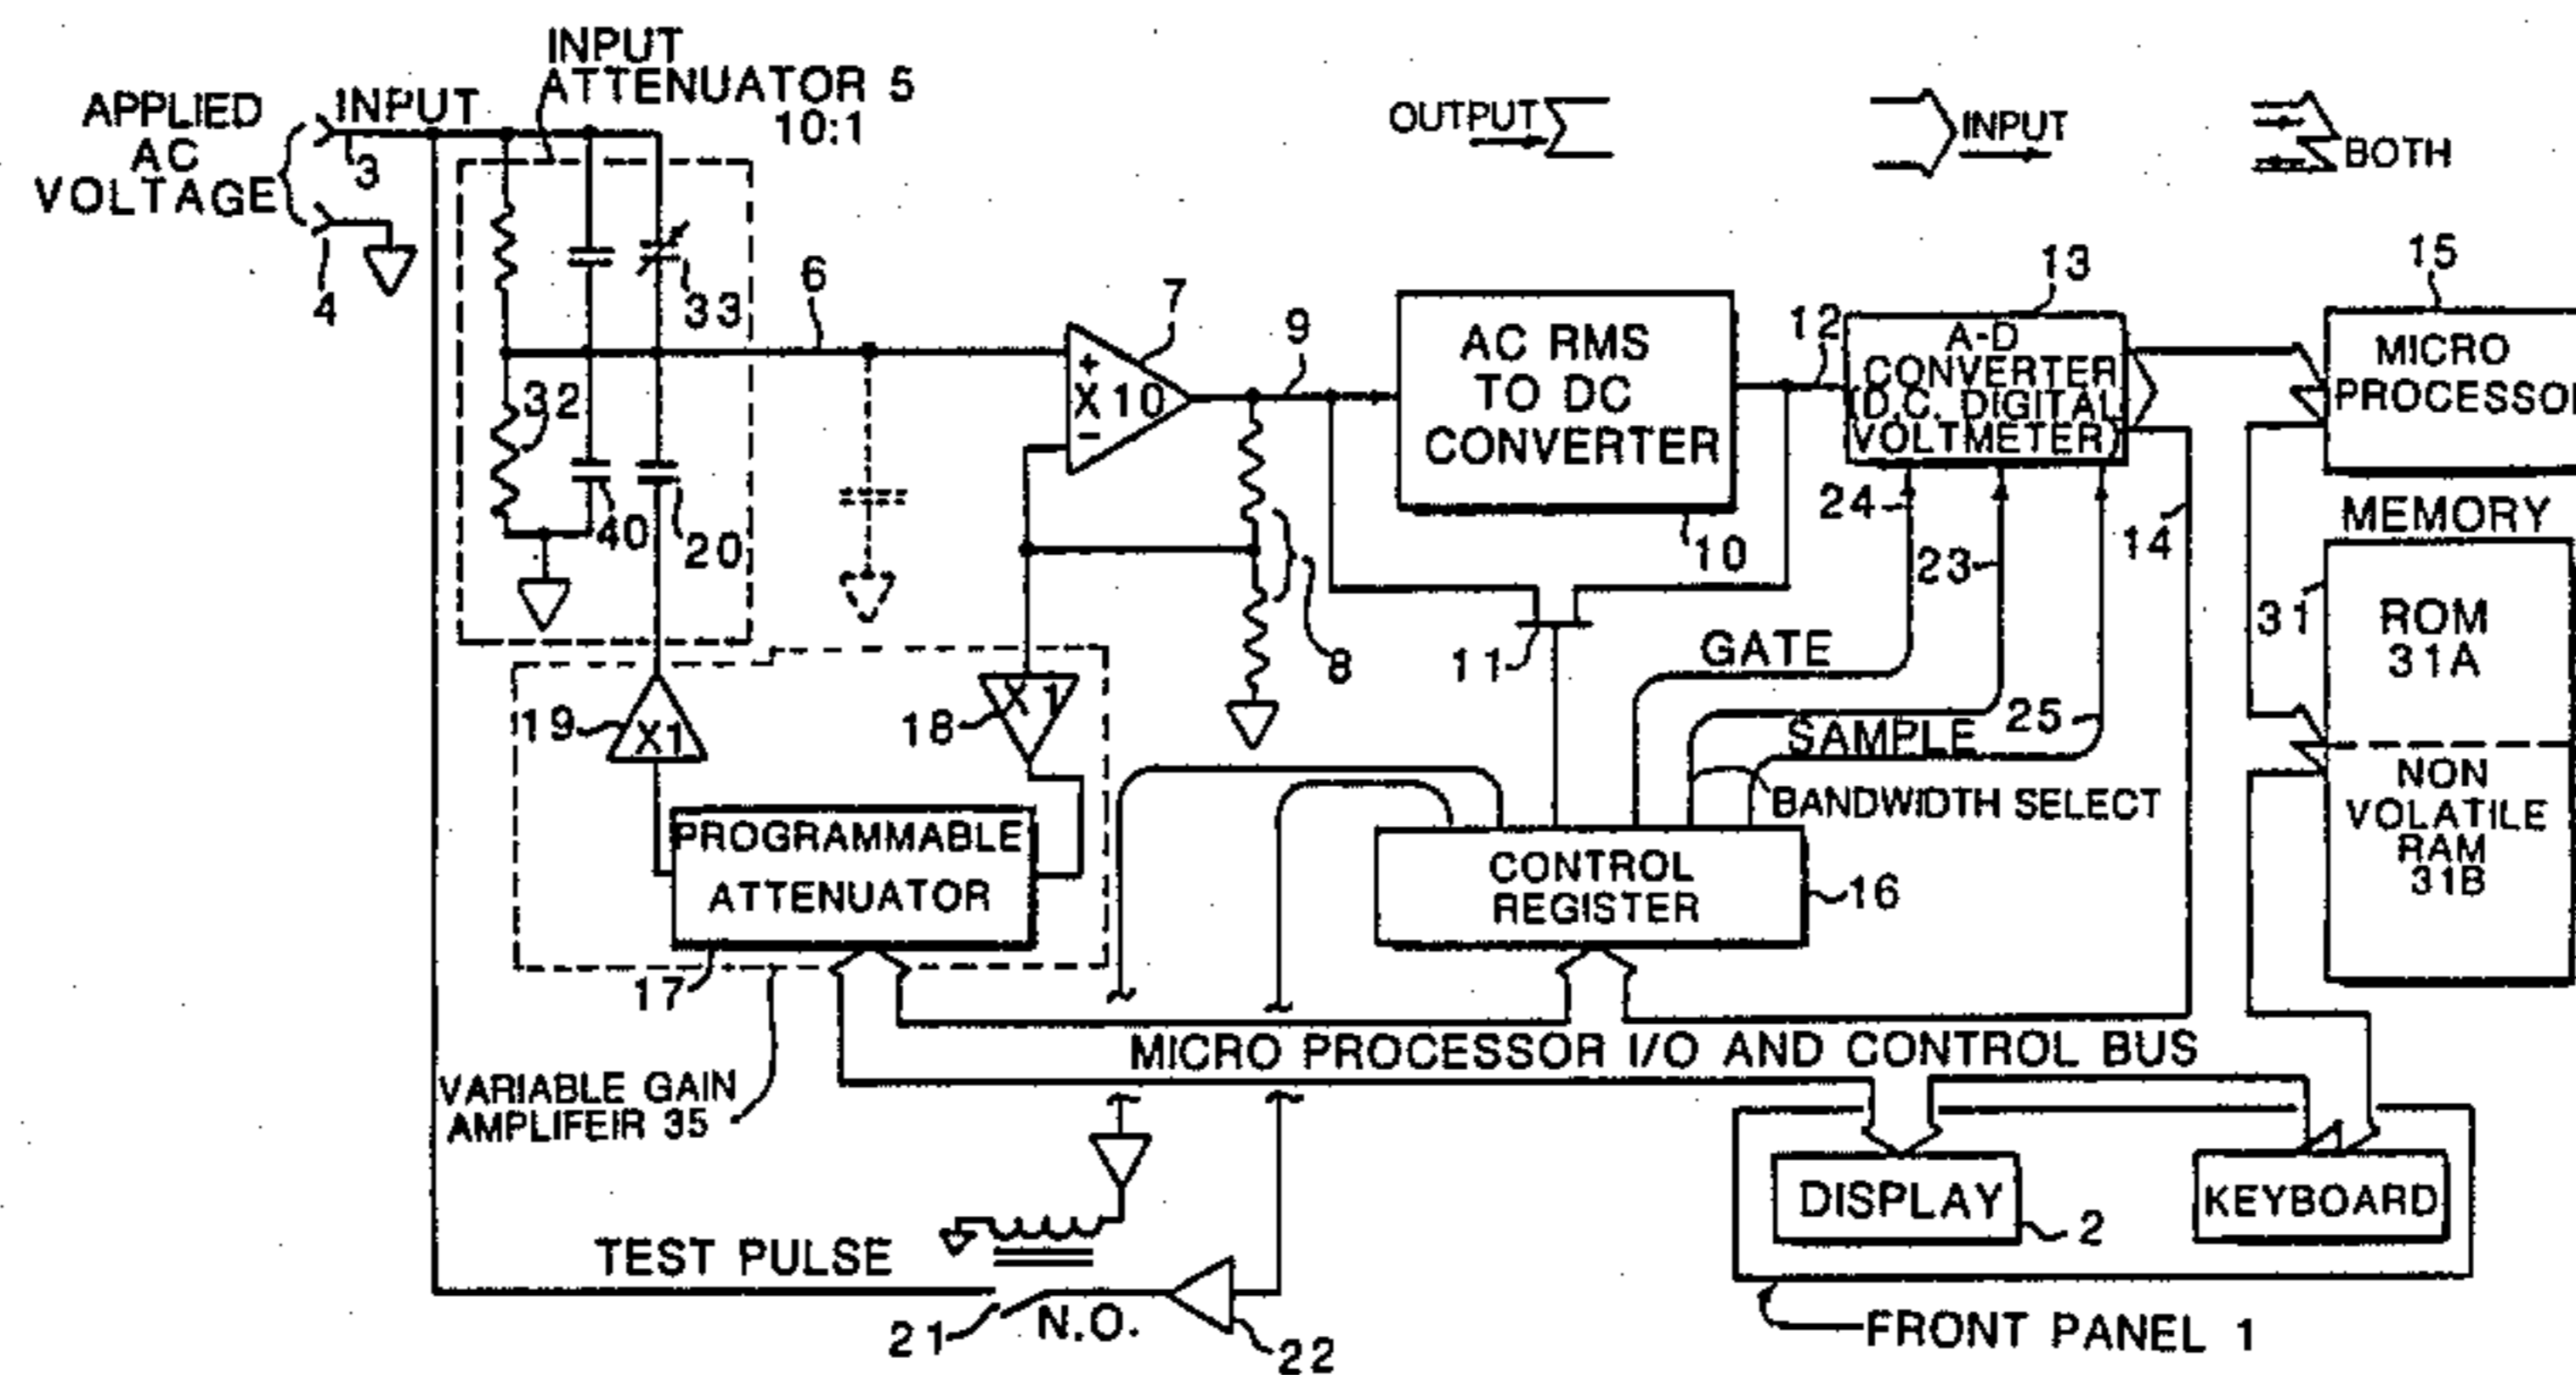 INPUT
ATTENUATOR 5
10:1
APPLIED
AC
VOLTAGE
INPUT
3
4
OUTPUT
INPUT
BOTH
33
32
40
20
6
+
X 10
-
7
8
9
AC RMS
TO DC
CONVERTER
10
11
12
13
A-D
CONVERTER
D.C. DIGITAL
VOLTMETER
24
23
14
15
MICRO
PROCESSO
MEMORY
31
ROM
31A
NON
VOLATILE
RAM
31B
GATE
SAMPLE
25
BANDWIDTH SELECT
19
X1
18
X 1
PROGRAMMABLE
ATTENUATOR
17
CONTROL
REGISTER
16
MICRO PROCESSOR I/O AND CONTROL BUS
VARIABLE GAIN
AMPLIFEIR 35
TEST PULSE
21
N.O.
22
DISPLAY
2
KEYBOARD
FRONT PANEL 1